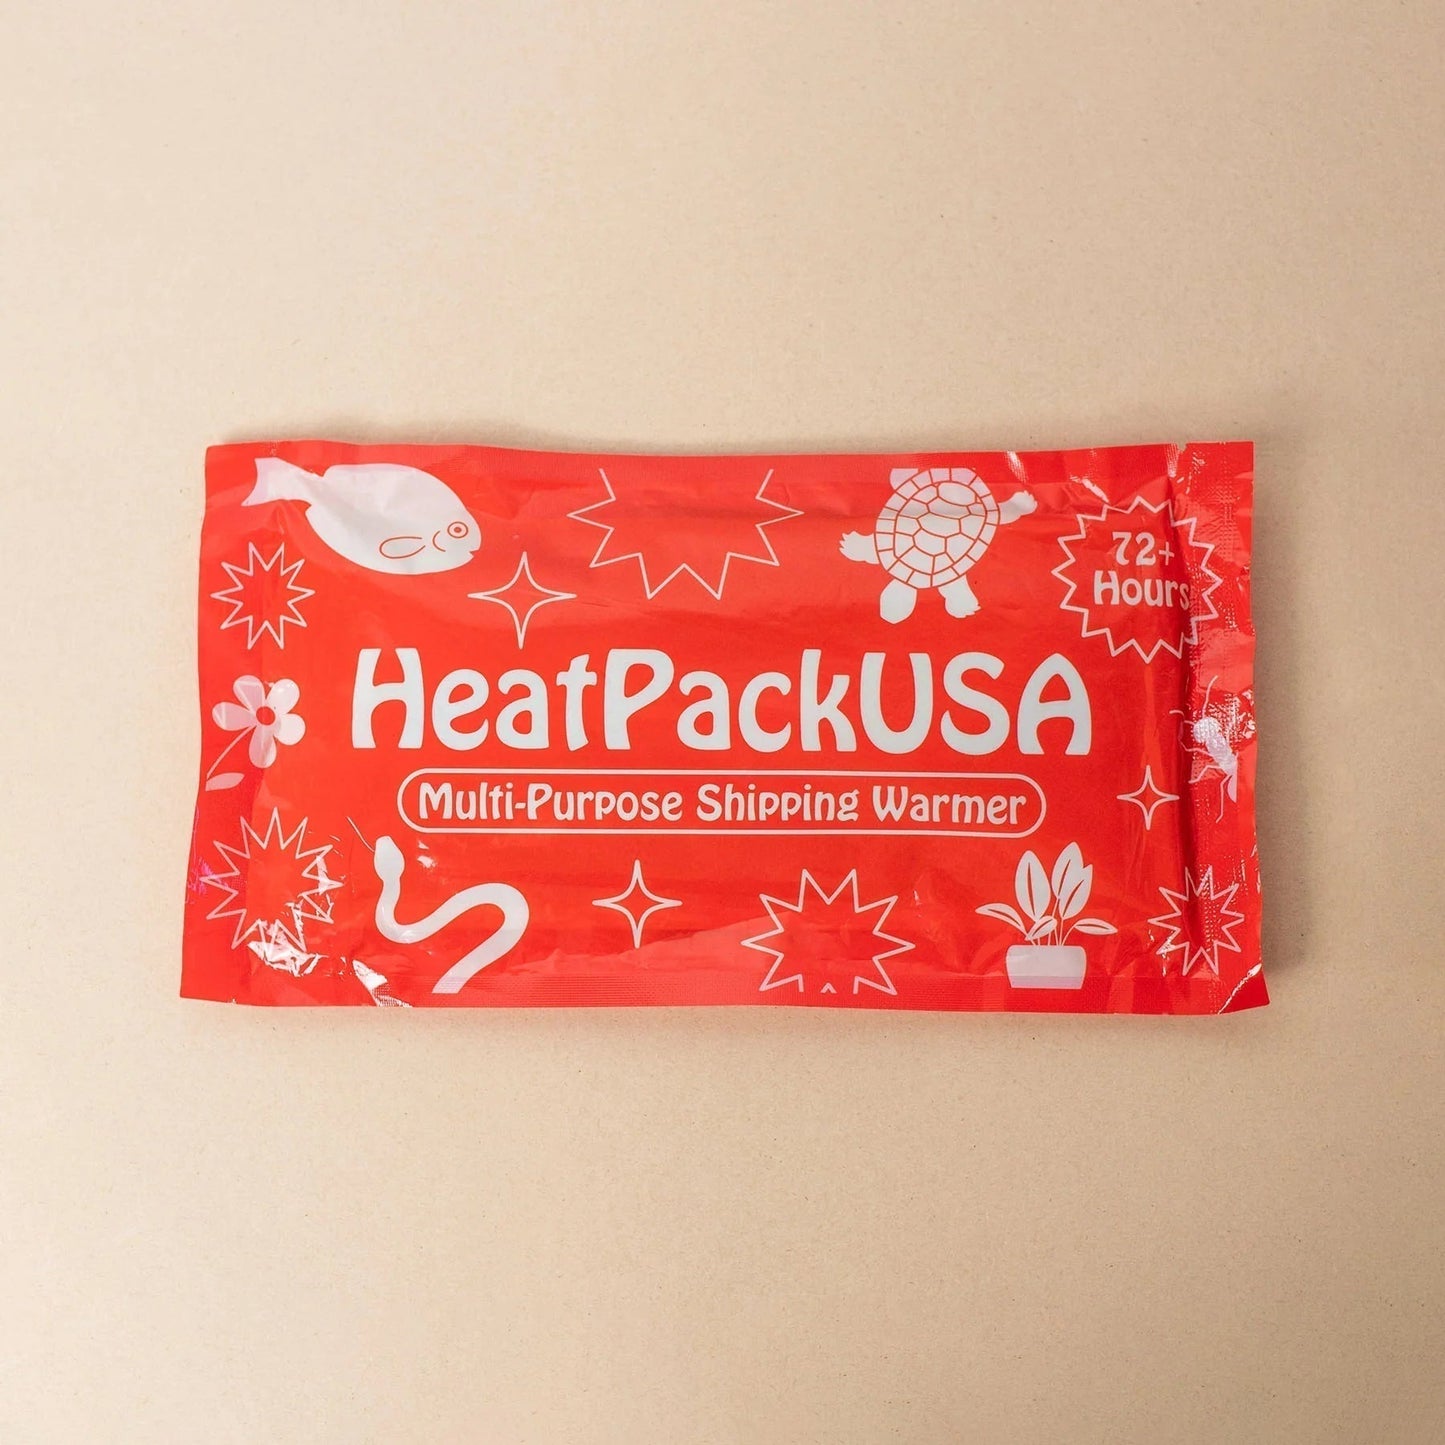 72+
Hours
HeatPackUSA
Multi-Purpose Shipping Warmer